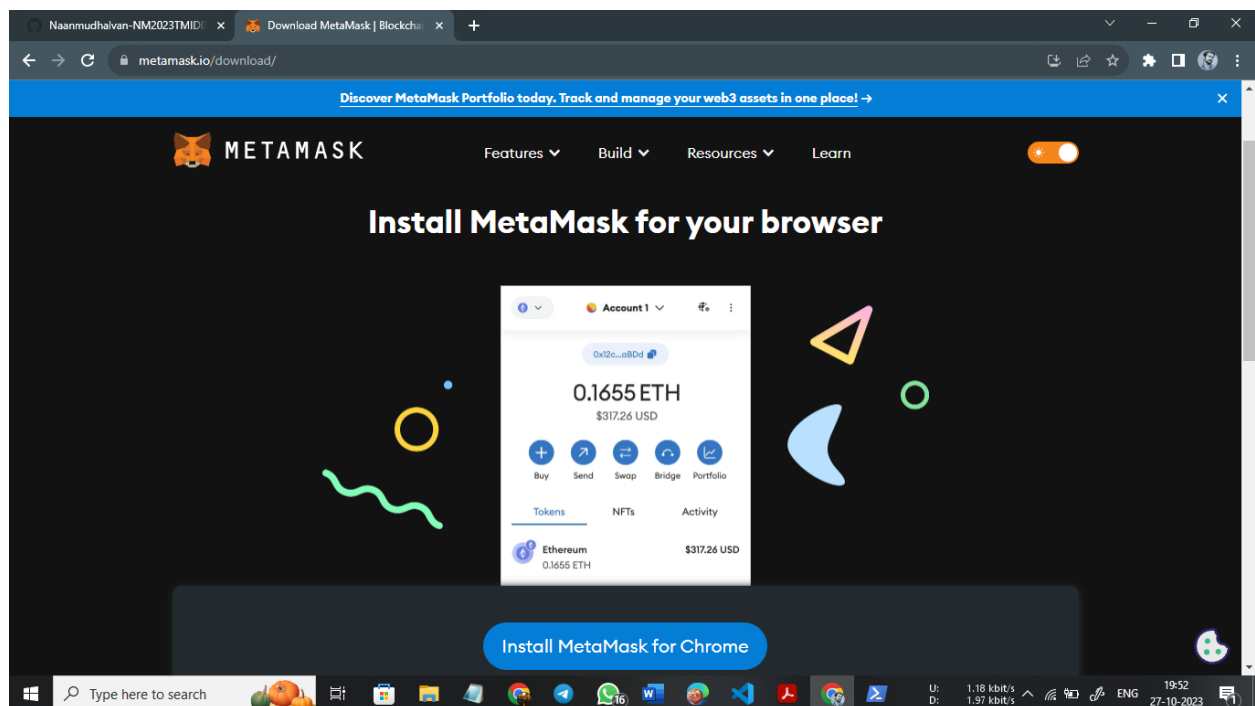 Naanmudhalvan-NM2023TMID
Download MetaMask | Blockcha
metamask.io/download/
Discover MetaMask Portfolio today. Track and manage your web3 assets in one place! →
METAMASK
Features
Build
Resources
Learn
Install MetaMask for your browser
Account 1
0x12c...aBDd
0.1655 ETH
$317.26 USD
Buy
Send
Swap
Bridge
Portfolio
Tokens
NFTs
Activity
Ethereum
$317.26 USD
0.1655 ETH
Install MetaMask for Chrome
Type here to search
16
U: 1.18 kbit/s
D: 1.97 kbit/s
ENG
19:52
27-10-2023
1